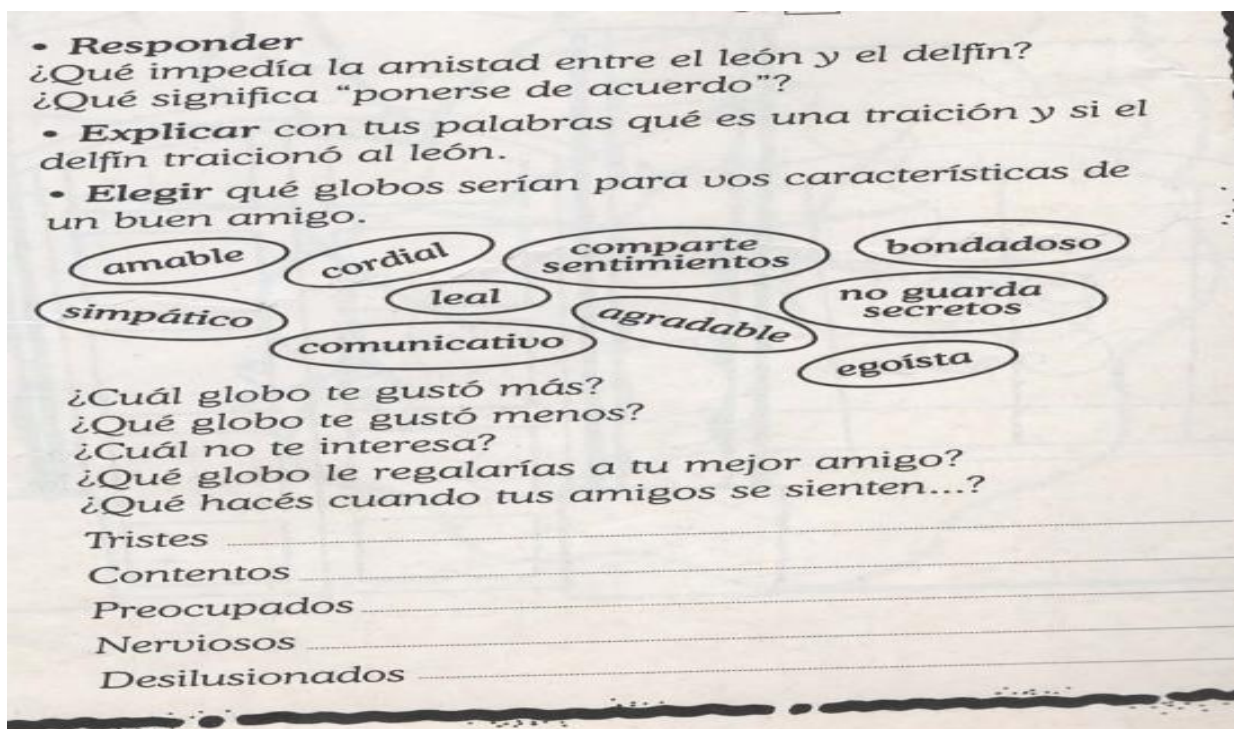 • Responder
¿Qué impedía la amistad entre el león y el delfín?
¿Qué significa “ponerse de acuerdo”?
• Explicar con tus palabras qué es una traición y si el
delfín traicionó al león.
• Elegir qué globos serían para vos características de
un buen amigo.
amable
cordial
comparte
sentimientos
bondadoso
simpático
leal
agradable
no guarda
secretos
comunicativo
egoísta
¿Cuál globo te gustó más?
¿Qué globo te gustó menos?
¿Cuál no te interesa?
¿Qué globo le regalarías a tu mejor amigo?
¿Qué hacés cuando tus amigos se sienten...?
Tristes
Contentos
Preocupados
Nerviosos
Desilusionados